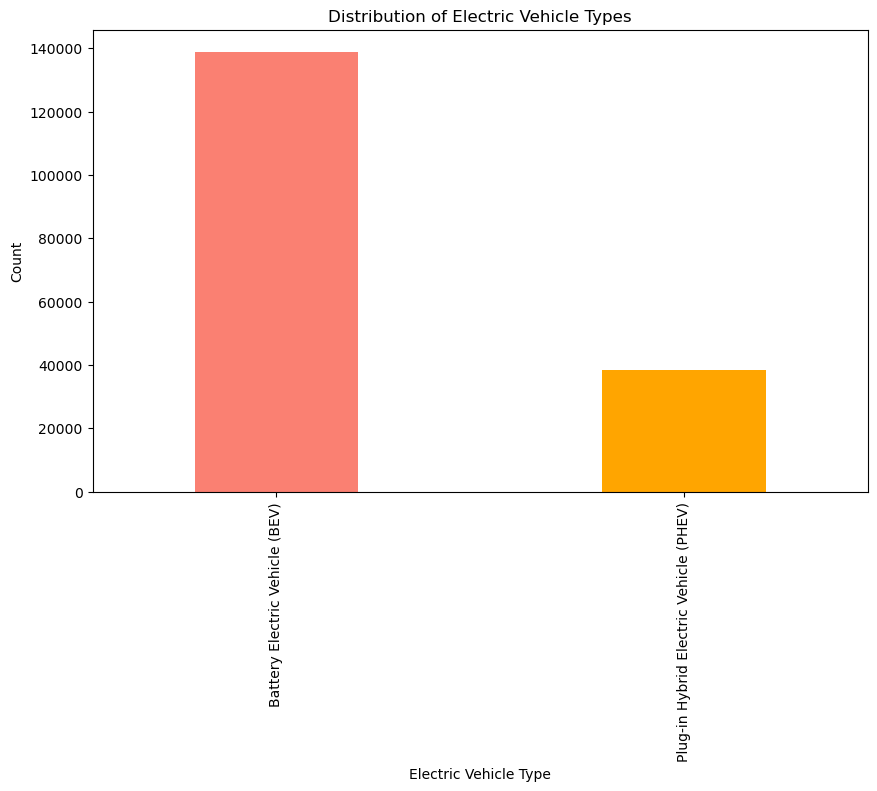 Distribution of Electric Vehicle Types
140000
120000
100000
80000
60000
40000
20000
0
Count
Battery Electric Vehicle (BEV)
Plug-in Hybrid Electric Vehicle (PHEV)
Electric Vehicle Type